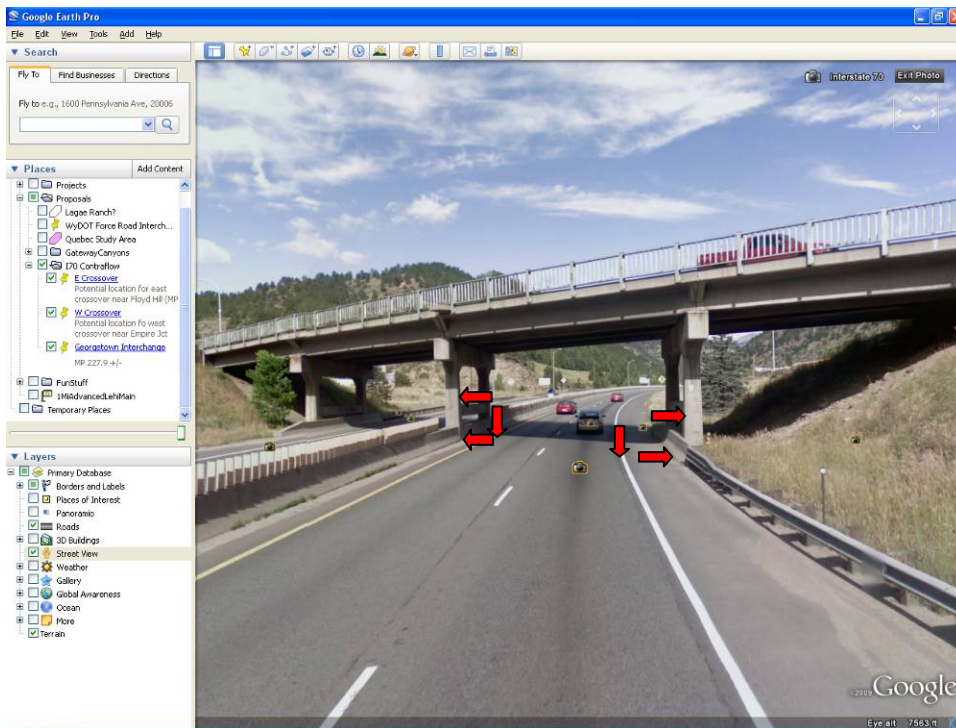 Google Earth Pro
File Edit View Tools Add Help
Search
Fly To Find Businesses Directions
Fly to e.g., 1600 Pennsylvania Ave, 20006
Places Add Content
Projects
Proposals
Lagae Ranch?
WyDOT Force Road Interch...
Quebec Study Area
GatewayCanyons
I70 Contraflow
E Crossover
Potential location for east
crossover near Floyd Hill (MP
W Crossover
Potential location fo west
crossover near Empire Jct
Georgetown Interchange
MP 227.9 +/-
FunStuff
1MiAdvancedLehiMain
Temporary Places
Layers
Primary Database
Borders and Labels
Places of Interest
Panoramio
Roads
3D Buildings
Street View
Weather
Gallery
Global Awareness
Ocean
More
Terrain
Interstate 70 Exit Photo
©2009 Google
Eye alt 7563 ft